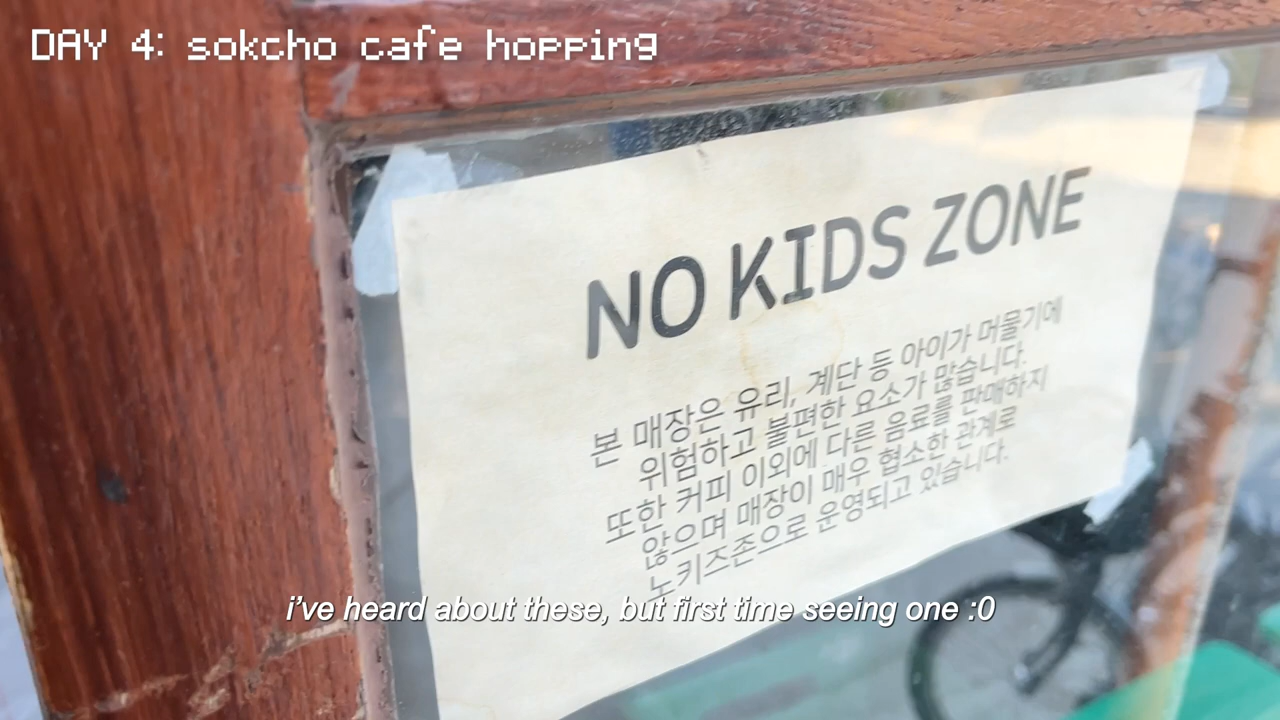 DAY 4: sokcho cafe hopping
NO KIDS ZONE
본 매장은 유리, 계단 등 아이가 머물기에
위험하고 불편한 요소가 많습니다.
또한 커피 이외에 다른 음료를 판매하지
않으며 매장이 매우 협소한 관계로
노키즈존으로 운영되고 있습니다.
i've heard about these, but first time seeing one :0